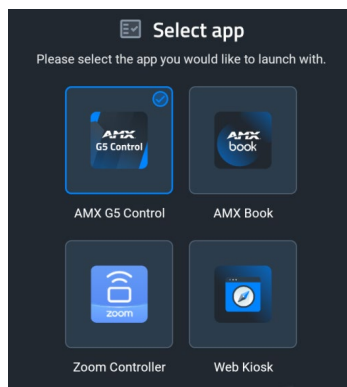 Select app
Please select the app you would like to launch with.
AMX
G5 Control
AMX
book
AMX G5 Control
AMX Book
zoom
Zoom Controller
Web Kiosk